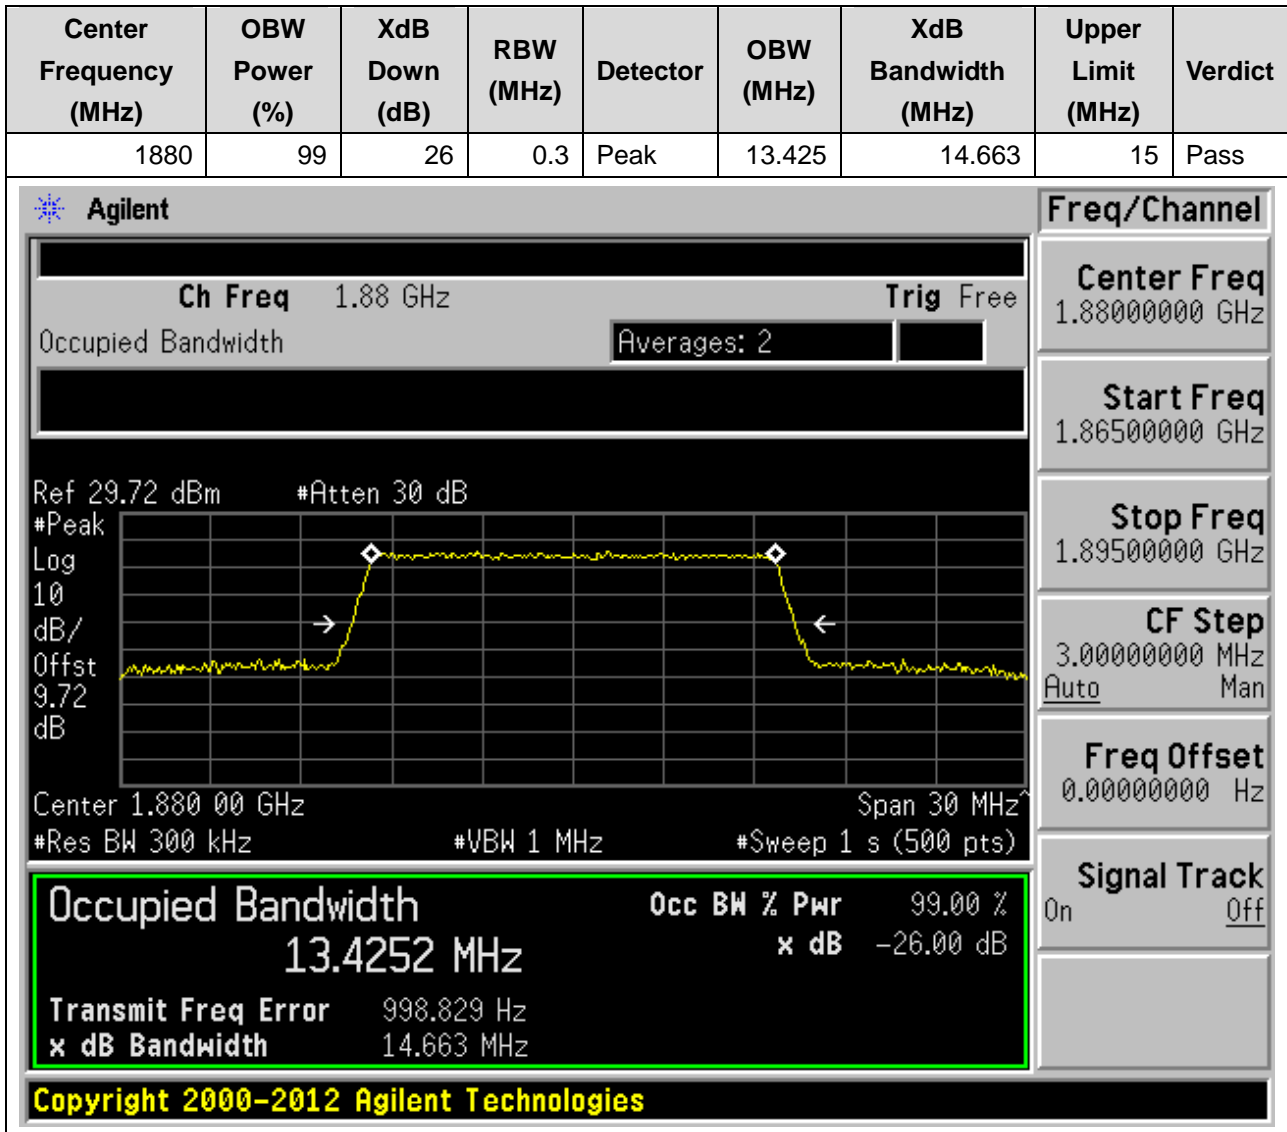 Center Frequency (MHz) OBW Power (%) XdB Down (dB) RBW (MHz) Detector OBW (MHz) XdB Bandwidth (MHz) Upper Limit (MHz) Verdict
1880 99 26 0.3 Peak 13.425 14.663 15 Pass
Agilent
Freq/Channel
Ch Freq 1.88 GHz Trig Free
Occupied Bandwidth Averages: 2
Center Freq
1.88000000 GHz
Start Freq
1.86500000 GHz
Stop Freq
1.89500000 GHz
CF Step
3.00000000 MHz
Auto Man
Freq Offset
0.00000000 Hz
Signal Track
On Off
Ref 29.72 dBm #Atten 30 dB
#Peak
Log
10
dB/
Offst
9.72
dB
Center 1.880 00 GHz Span 30 MHz^
#Res BW 300 kHz #VBW 1 MHz #Sweep 1 s (500 pts)
Occupied Bandwidth Occ BW % Pwr 99.00 %
13.4252 MHz x dB -26.00 dB
Transmit Freq Error 998.829 Hz
x dB Bandwidth 14.663 MHz
Copyright 2000-2012 Agilent Technologies